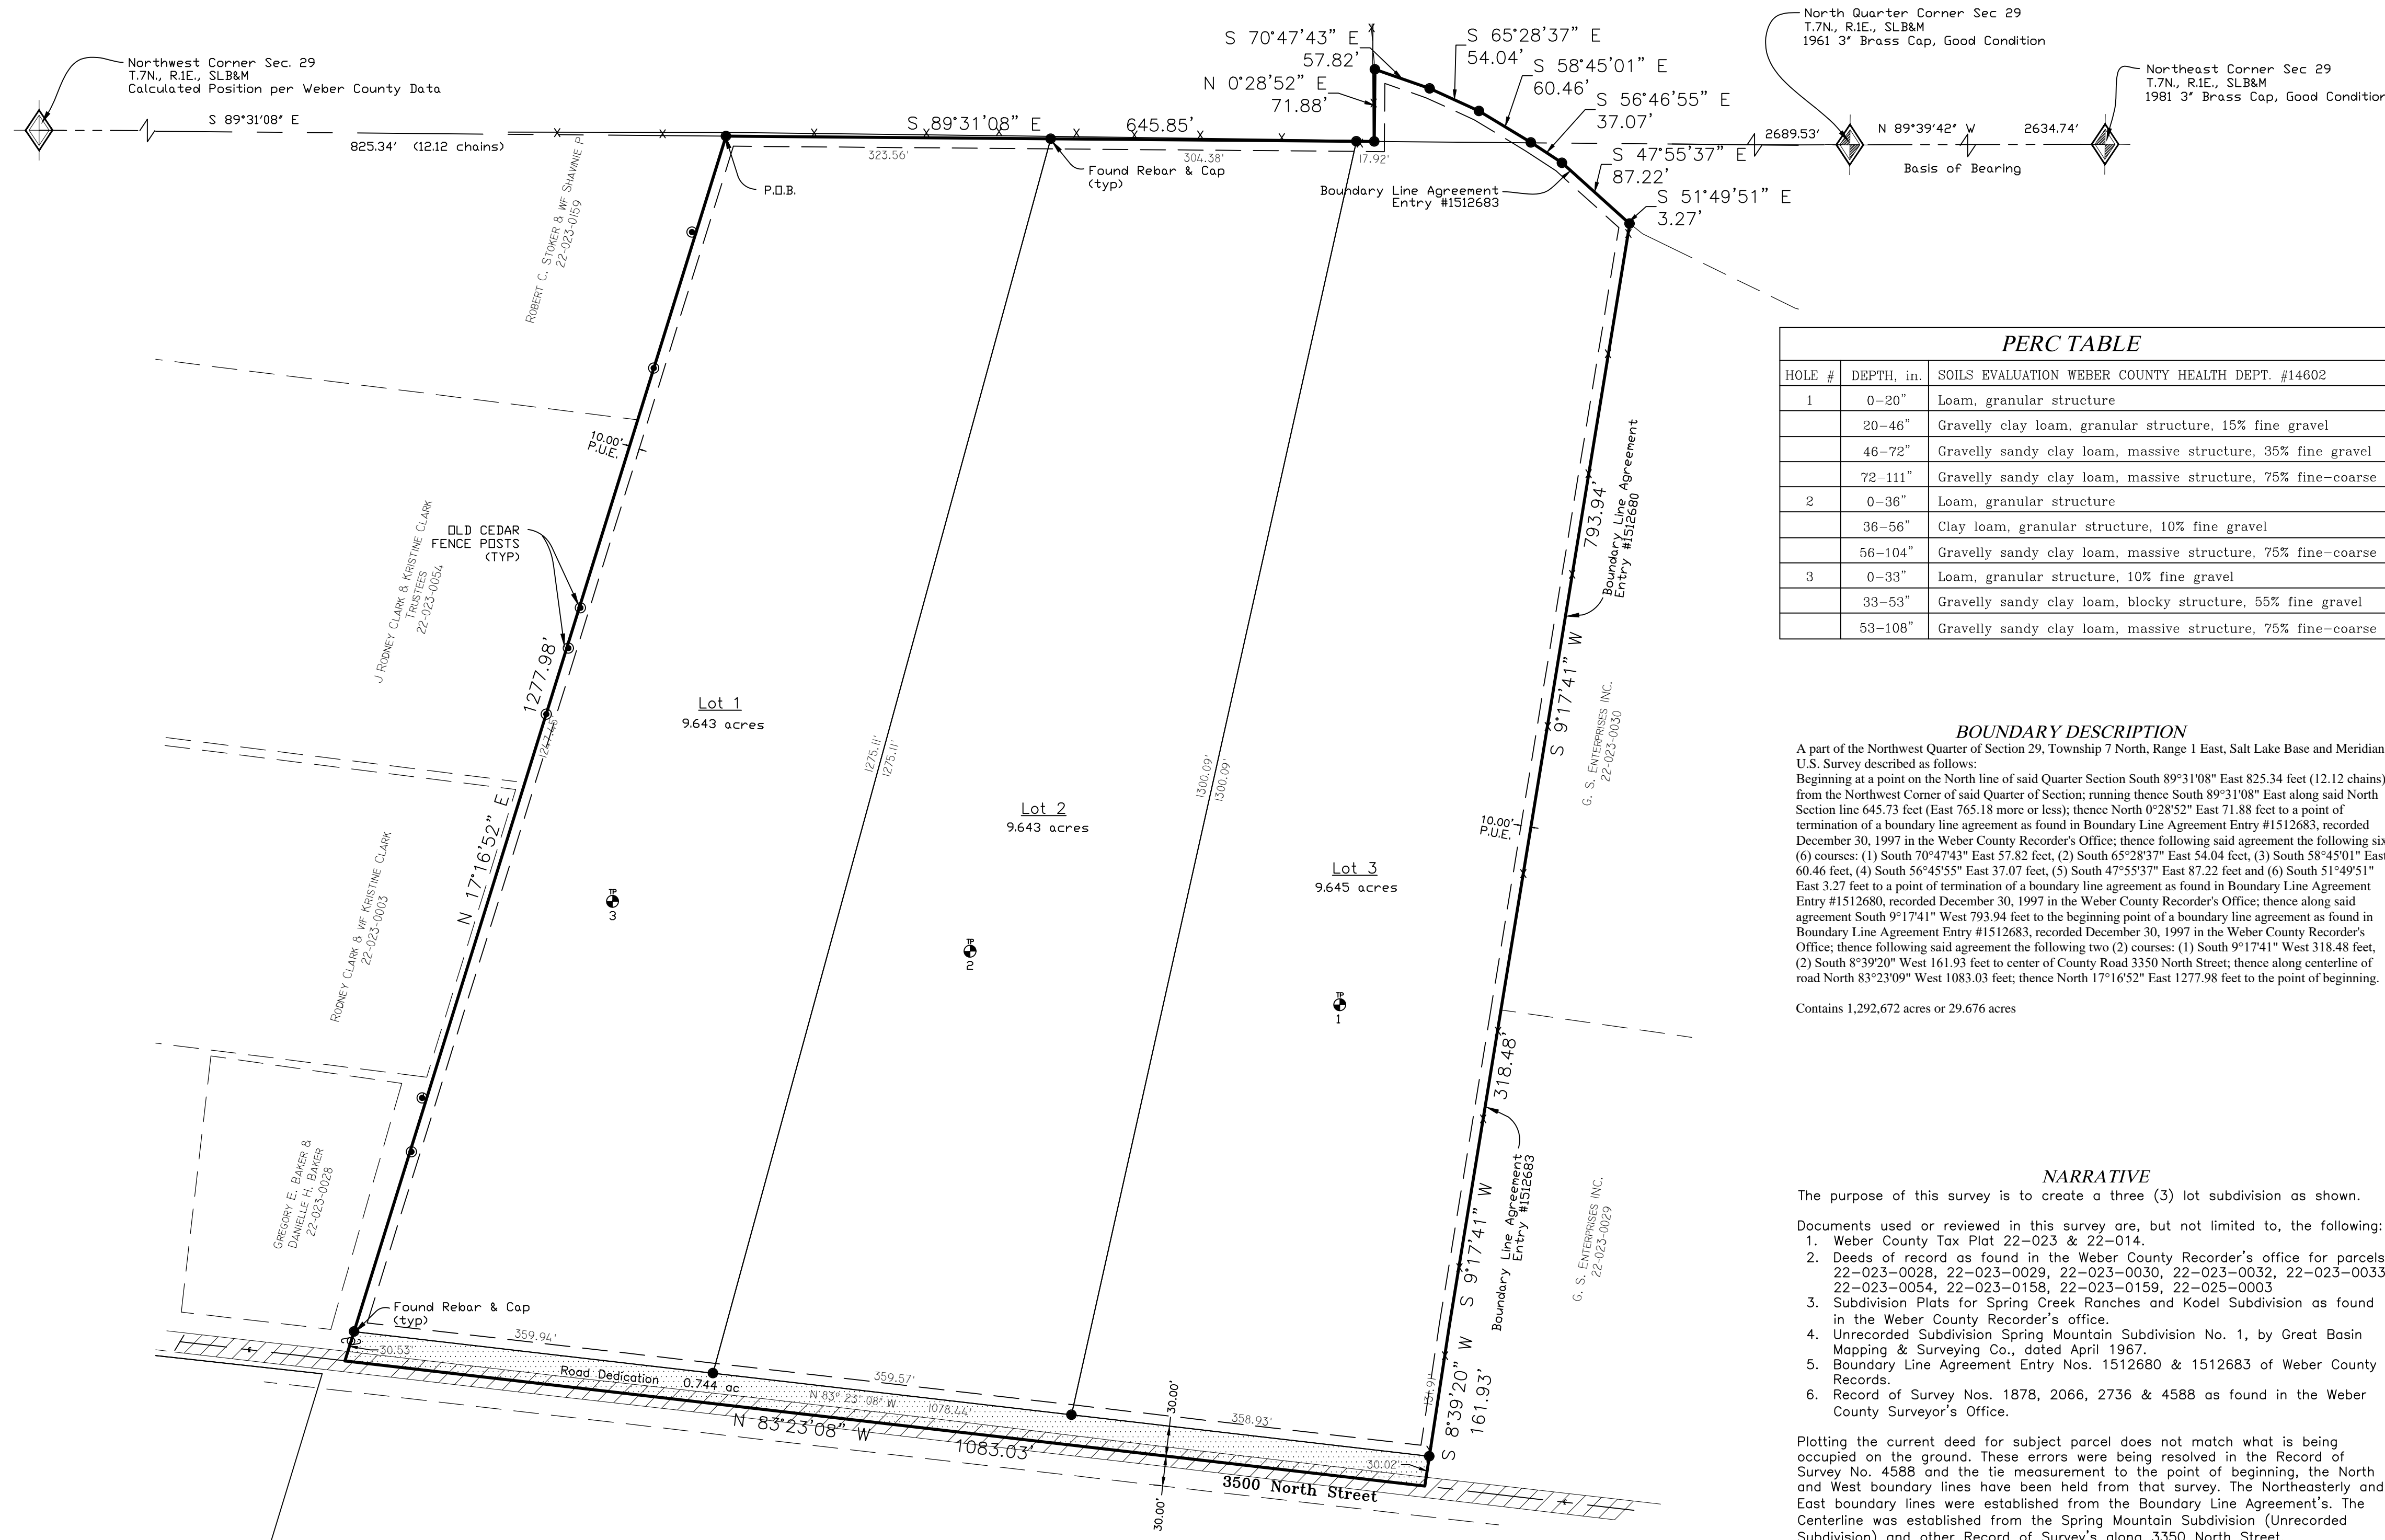 Northwest Corner Sec. 29
T.7N., R.1E., SLB&M
Calculated Position per Weber County Data
S 89°31'08" E
825.34' (12.12 chains)
S 89°31'08" E
645.85'
323.56'
304.38'
17.92'
S 70°47'43" E
57.82'
N 0°28'52" E
71.88'
S 65°28'37" E
54.04'
S 58°45'01" E
60.46'
S 56°46'55" E
37.07'
S 47°55'37" E
87.22'
S 51°49'51" E
3.27'
North Quarter Corner Sec 29
T.7N., R.1E., SLB&M
1961 3" Brass Cap, Good Condition
Northeast Corner Sec 29
T.7N., R.1E., SLB&M
1981 3" Brass Cap, Good Condition
2689.53'
N 89°39'42" W
2634.74'
Basis of Bearing
P.O.B.
Found Rebar & Cap
(typ)
Boundary Line Agreement
Entry #1512683
ROBERT C. STOKER & WF SHAWNIE P
22-023-0159
10.00'
P.U.E.
OLD CEDAR
FENCE POSTS
(TYP)
J RODNEY CLARK & KRISTINE CLARK
TRUSTEES
22-023-0054
1277.98'
1247.45'
N 17°16'52" E
RODNEY CLARK & WF KRISTINE CLARK
22-023-0003
GREGORY E. BAKER &
DANIELLE H. BAKER
22-023-0028
Lot 1
9.643 acres
1275.11'
1275.11'
Lot 2
9.643 acres
1300.09'
1300.09'
Lot 3
9.645 acres
TP
3
TP
2
TP
1
Boundary Line Agreement
Entry #1512680
793.94'
S 9°17'41" W
G. S. ENTERPRISES INC.
22-023-0030
10.00'
P.U.E.
318.48'
S 9°17'41" W
Boundary Line Agreement
Entry #1512683
G. S. ENTERPRISES INC.
22-023-0029
S 8°39'20" W
161.93'
131.91'
Found Rebar & Cap
(typ)
30.53
359.94'
359.57'
358.93'
Road Dedication
0.744 ac
N 83° 23' 08" W
1078.44'
N 83°23'08" W
1083.03'
30.00'
30.00'
30.02'
3500 North Street
PERC TABLE
HOLE # DEPTH, in. SOILS EVALUATION WEBER COUNTY HEALTH DEPT. #14602
1 0-20" Loam, granular structure
20-46" Gravelly clay loam, granular structure, 15% fine gravel
46-72" Gravelly sandy clay loam, massive structure, 35% fine gravel
72-111" Gravelly sandy clay loam, massive structure, 75% fine-coarse
2 0-36" Loam, granular structure
36-56" Clay loam, granular structure, 10% fine gravel
56-104" Gravelly sandy clay loam, massive structure, 75% fine-coarse
3 0-33" Loam, granular structure, 10% fine gravel
33-53" Gravelly sandy clay loam, blocky structure, 55% fine gravel
53-108" Gravelly sandy clay loam, massive structure, 75% fine-coarse
BOUNDARY DESCRIPTION
A part of the Northwest Quarter of Section 29, Township 7 North, Range 1 East, Salt Lake Base and Meridian
U.S. Survey described as follows:
Beginning at a point on the North line of said Quarter Section South 89°31'08" East 825.34 feet (12.12 chains)
from the Northwest Corner of said Quarter of Section; running thence South 89°31'08" East along said North
Section line 645.73 feet (East 765.18 more or less); thence North 0°28'52" East 71.88 feet to a point of
termination of a boundary line agreement as found in Boundary Line Agreement Entry #1512683, recorded
December 30, 1997 in the Weber County Recorder's Office; thence following said agreement the following six
(6) courses: (1) South 70°47'43" East 57.82 feet, (2) South 65°28'37" East 54.04 feet, (3) South 58°45'01" East
60.46 feet, (4) South 56°45'55" East 37.07 feet, (5) South 47°55'37" East 87.22 feet and (6) South 51°49'51"
East 3.27 feet to a point of termination of a boundary line agreement as found in Boundary Line Agreement
Entry #1512680, recorded December 30, 1997 in the Weber County Recorder's Office; thence along said
agreement South 9°17'41" West 793.94 feet to the beginning point of a boundary line agreement as found in
Boundary Line Agreement Entry #1512683, recorded December 30, 1997 in the Weber County Recorder's
Office; thence following said agreement the following two (2) courses: (1) South 9°17'41" West 318.48 feet,
(2) South 8°39'20" West 161.93 feet to center of County Road 3350 North Street; thence along centerline of
road North 83°23'09" West 1083.03 feet; thence North 17°16'52" East 1277.98 feet to the point of beginning.
Contains 1,292,672 acres or 29.676 acres
NARRATIVE
The purpose of this survey is to create a three (3) lot subdivision as shown.
Documents used or reviewed in this survey are, but not limited to, the following:
1. Weber County Tax Plat 22-023 & 22-014.
2. Deeds of record as found in the Weber County Recorder's office for parcels
22-023-0028, 22-023-0029, 22-023-0030, 22-023-0032, 22-023-0033
22-023-0054, 22-023-0158, 22-023-0159, 22-025-0003
3. Subdivision Plats for Spring Creek Ranches and Kodel Subdivision as found
in the Weber County Recorder's office.
4. Unrecorded Subdivision Spring Mountain Subdivision No. 1, by Great Basin
Mapping & Surveying Co., dated April 1967.
5. Boundary Line Agreement Entry Nos. 1512680 & 1512683 of Weber County
Records.
6. Record of Survey Nos. 1878, 2066, 2736 & 4588 as found in the Weber
County Surveyor's Office.
Plotting the current deed for subject parcel does not match what is being
occupied on the ground. These errors were being resolved in the Record of
Survey No. 4588 and the tie measurement to the point of beginning, the North
and West boundary lines have been held from that survey. The Northeasterly and
East boundary lines were established from the Boundary Line Agreement's. The
Centerline was established from the Spring Mountain Subdivision (Unrecorded
Subdivision) and other Record of Survey's along 3350 North Street